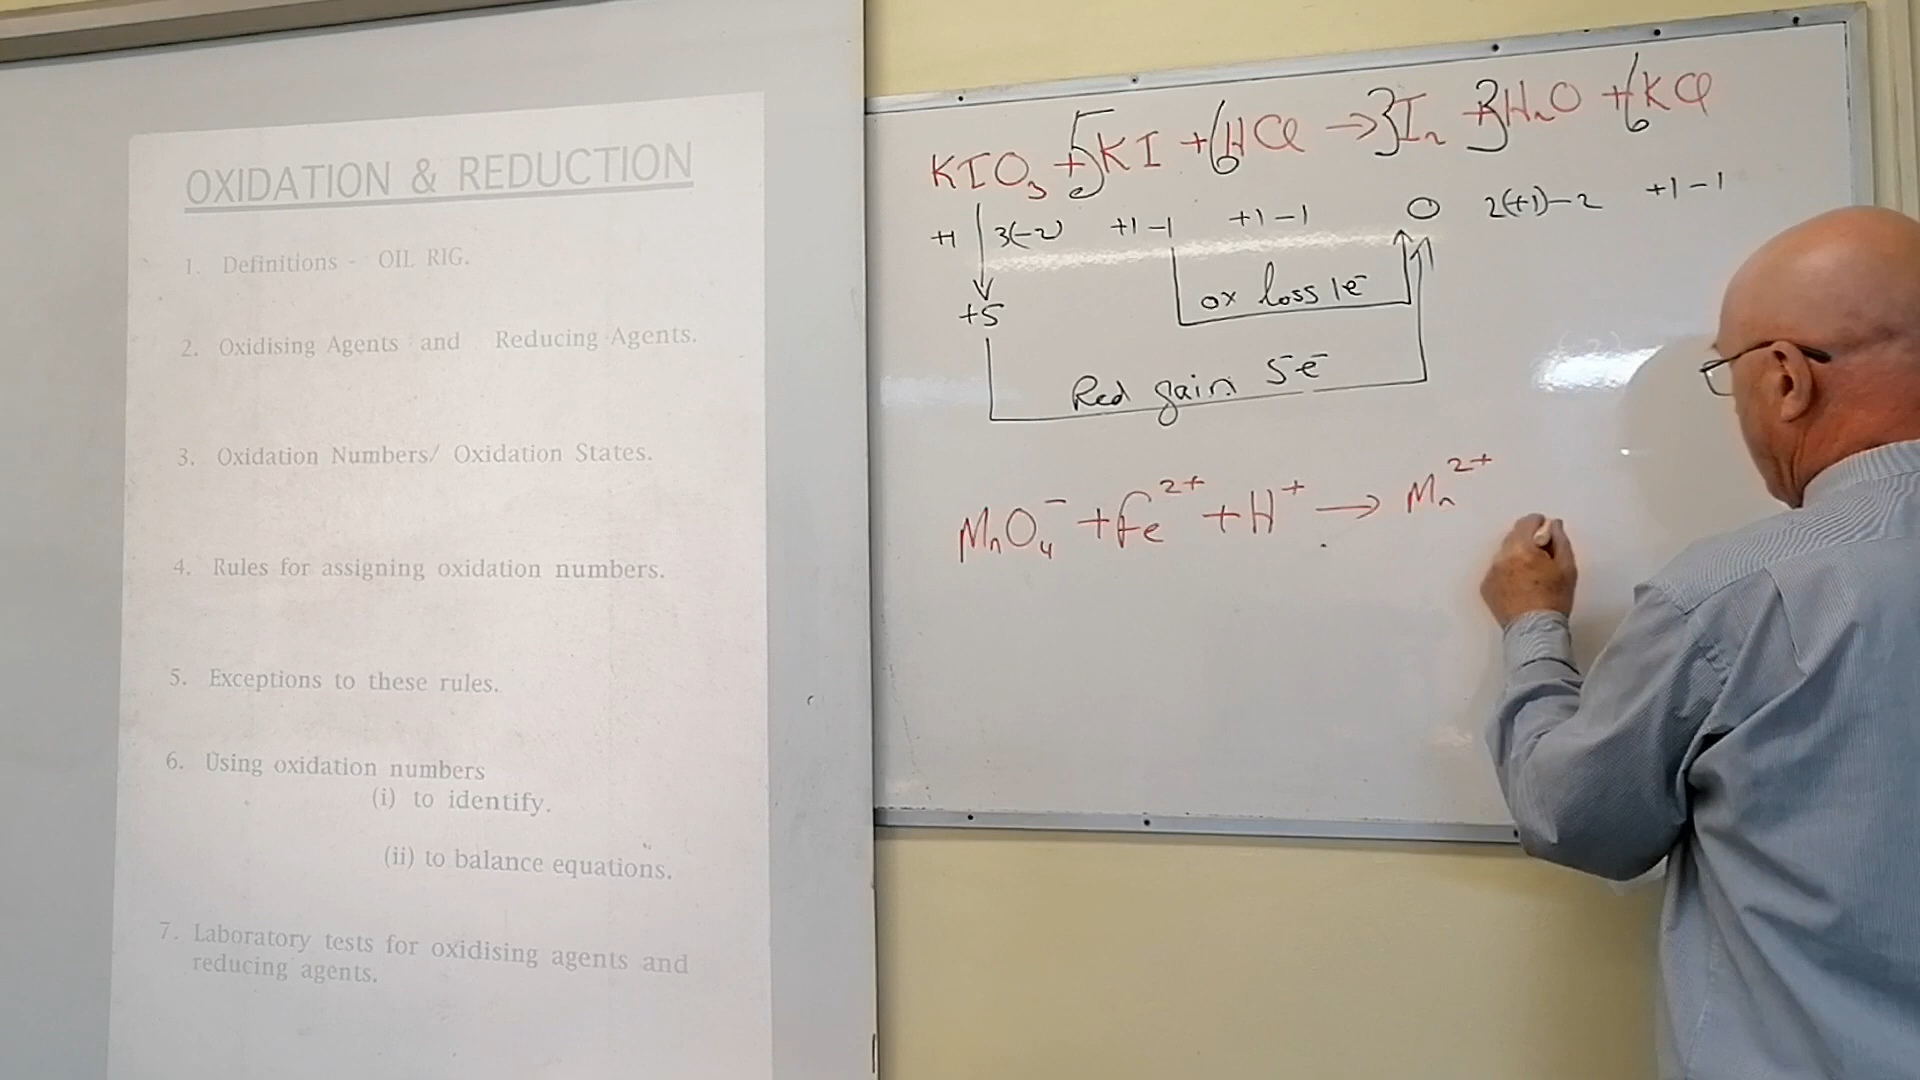 OXIDATION & REDUCTION
1. Definitions - OIL RIG.
2. Oxidising Agents and Reducing Agents.
3. Oxidation Numbers/ Oxidation States.
4. Rules for assigning oxidation numbers.
5. Exceptions to these rules.
6. Using oxidation numbers
(i) to identify.
(ii) to balance equations.
7. Laboratory tests for oxidising agents and
reducing agents.
KIO₃ + 5KI + 6HCl → 3I₂ + 3H₂O + 6KCl
+1 3(-2) +1 -1 +1 -1 0 2(+1)-2 +1 -1
ox loss 1e⁻
+5
Red gain 5e⁻
MnO₄⁻ + Fe²⁺ + H⁺ → Mn²⁺